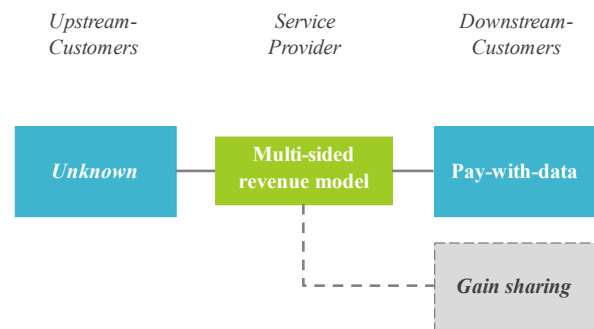 Upstream-
Customers
Service
Provider
Downstream-
Customers
Unknown
Multi-sided
revenue model
Pay-with-data
Gain sharing